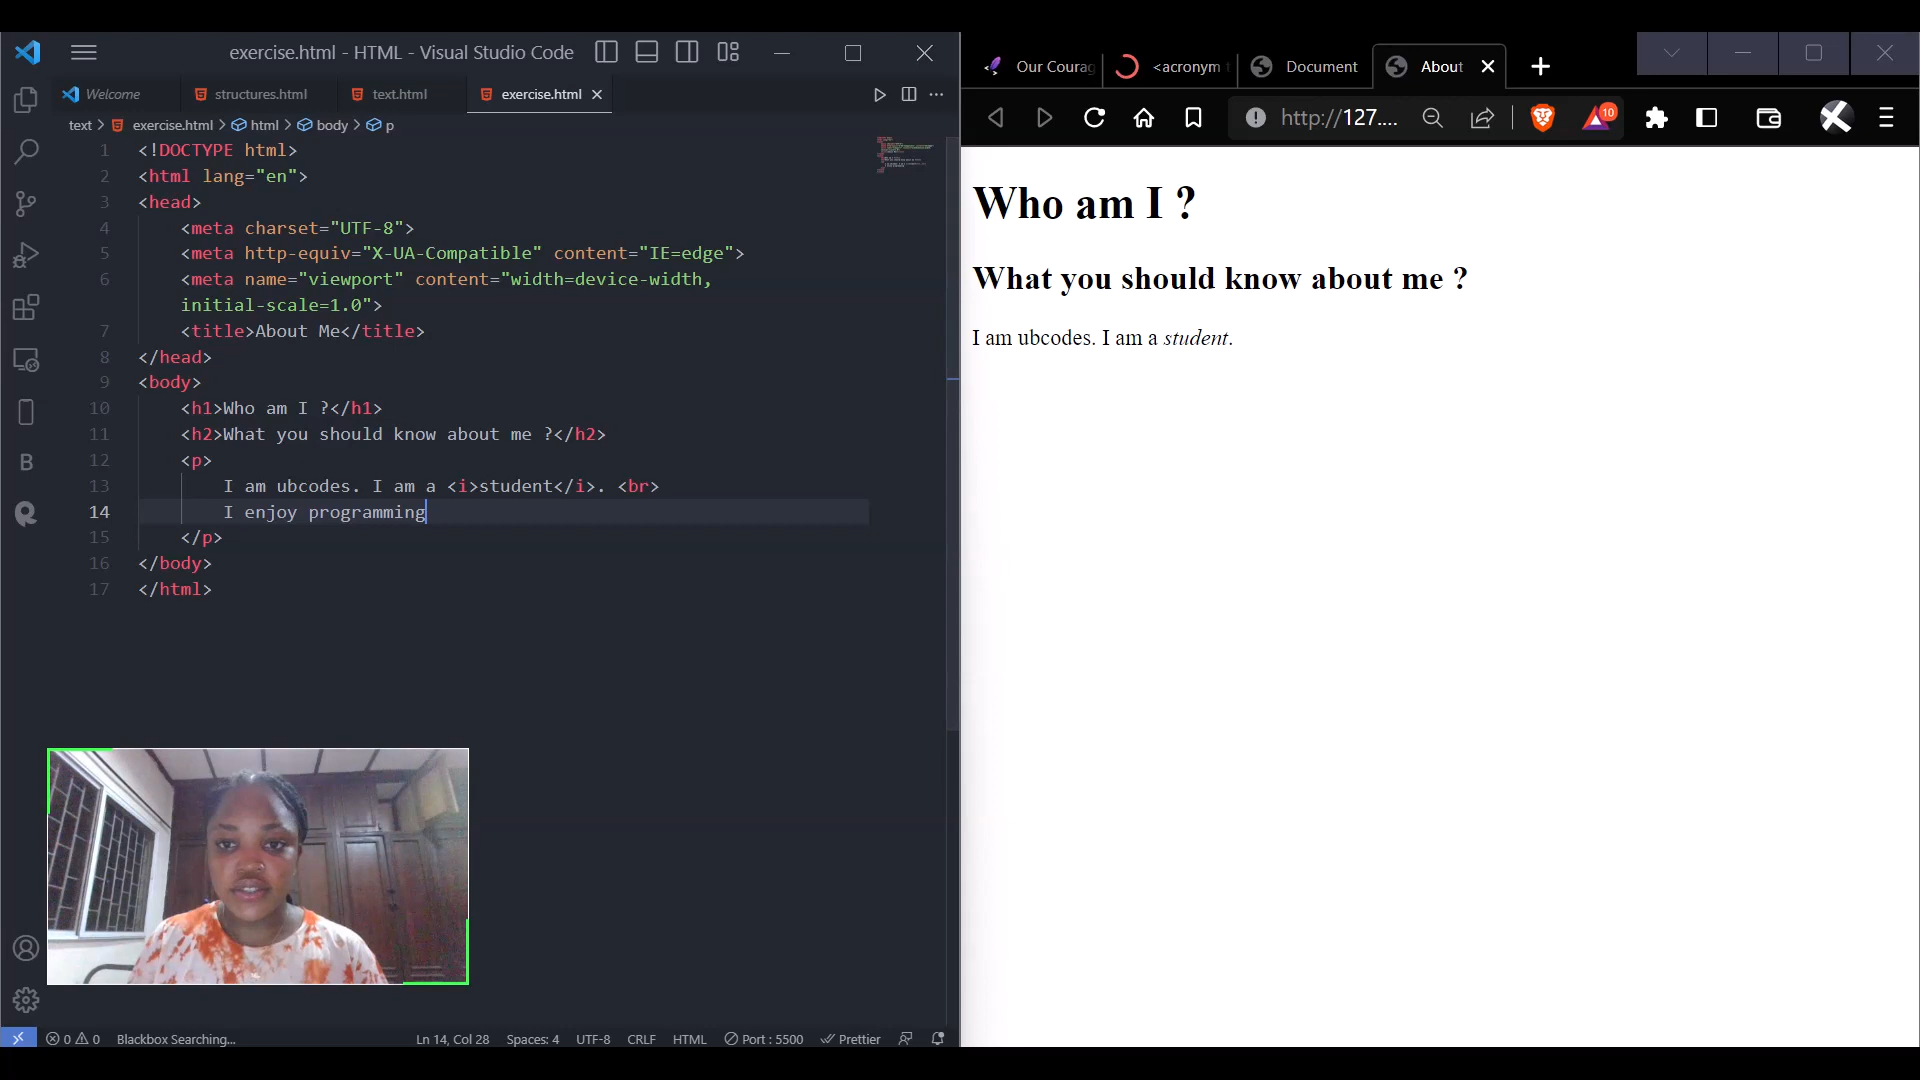 exercise.html - HTML - Visual Studio Code
Welcome
structures.html
text.html
exercise.html
text > exercise.html > html > body > p
1 <!DOCTYPE html>
2 <html lang="en">
3 <head>
4 <meta charset="UTF-8">
5 <meta http-equiv="X-UA-Compatible" content="IE=edge">
6 <meta name="viewport" content="width=device-width,
initial-scale=1.0">
7 <title>About Me</title>
8 </head>
9 <body>
10 <h1>Who am I ?</h1>
11 <h2>What you should know about me ?</h2>
12 <p>
13 I am ubcodes. I am a <i>student</i>. <br>
14 I enjoy programming
15 </p>
16 </body>
17 </html>
B
0 0 Blackbox Searching... Ln 14, Col 28 Spaces: 4 UTF-8 CRLF HTML Port : 5500 Prettier
Our Courag
<acronym t
Document
About
http://127....
10
Who am I ?
What you should know about me ?
I am ubcodes. I am a student.